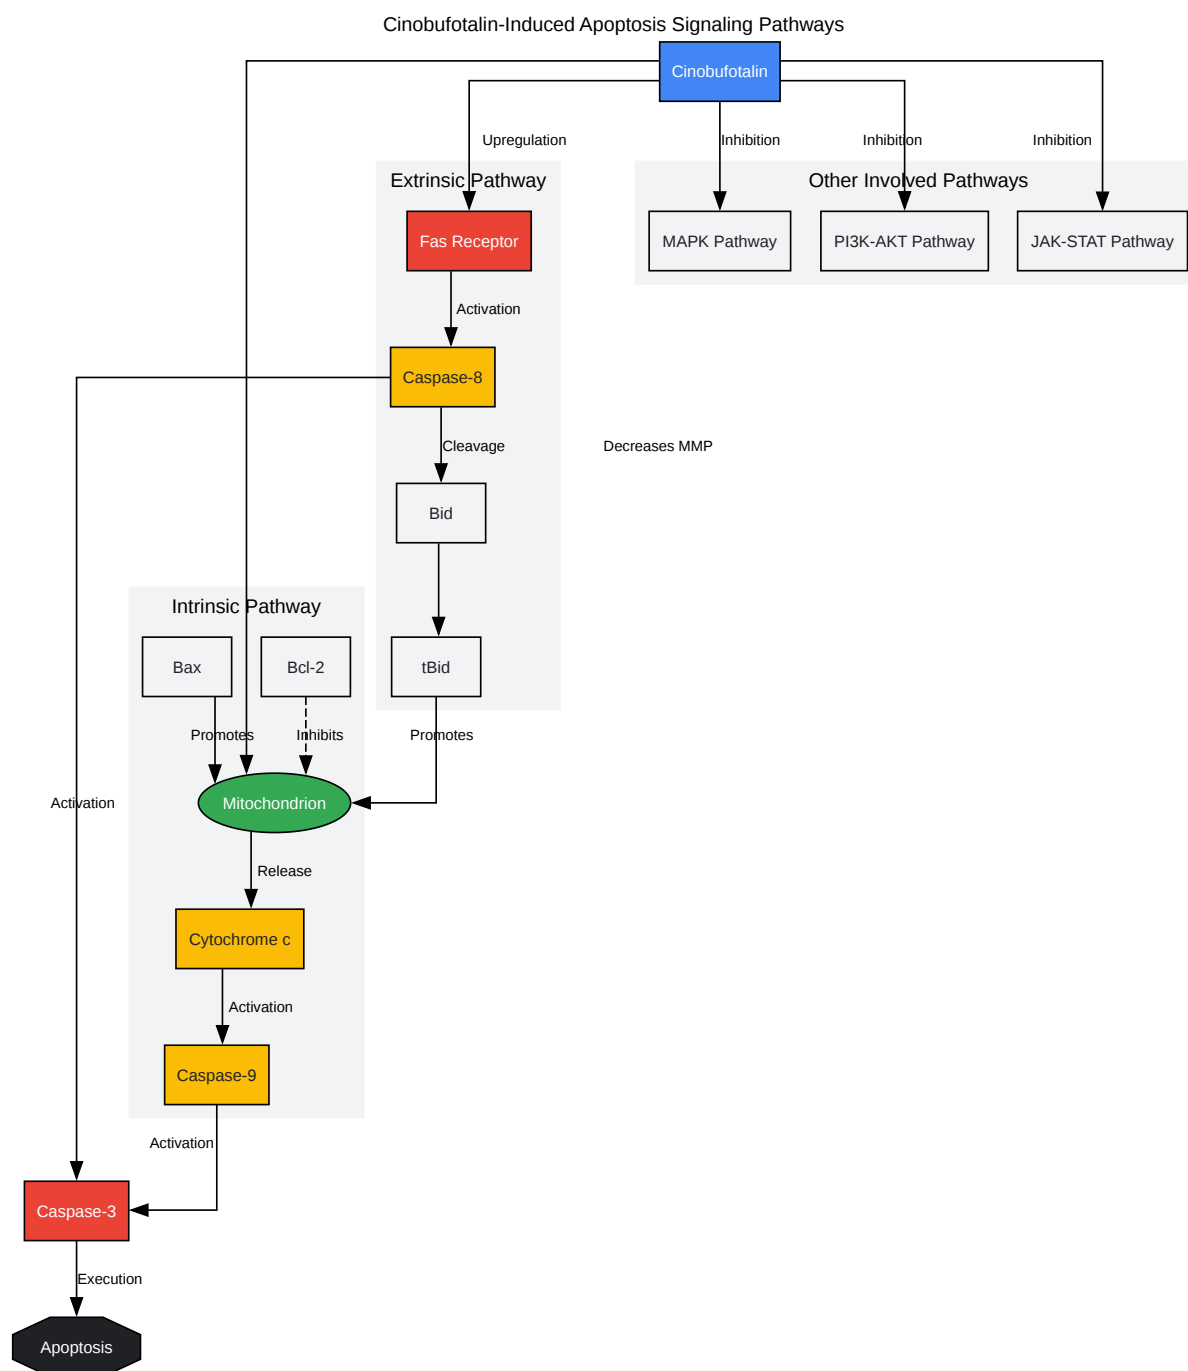 Cinobufotalin-Induced Apoptosis Signaling Pathways
Cinobufotalin
Upregulation
Inhibition
Inhibition
Inhibition
Extrinsic Pathway
Other Involved Pathways
Fas Receptor
MAPK Pathway
PI3K-AKT Pathway
JAK-STAT Pathway
Activation
Caspase-8
Cleavage
Decreases MMP
Bid
Intrinsic Pathway
Bax
Bcl-2
tBid
Promotes
Inhibits
Promotes
Activation
Mitochondrion
Release
Cytochrome c
Activation
Caspase-9
Activation
Caspase-3
Execution
Apoptosis